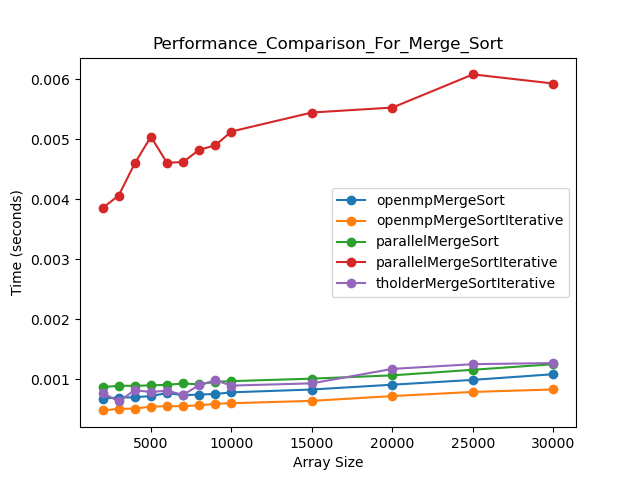 Performance_Comparison_For_Merge_Sort
0.006
0.005
0.004
0.003
0.002
0.001
Time (seconds)
openmpMergeSort
openmpMergeSortIterative
parallelMergeSort
parallelMergeSortIterative
tholderMergeSortIterative
5000 10000 15000 20000 25000 30000
Array Size